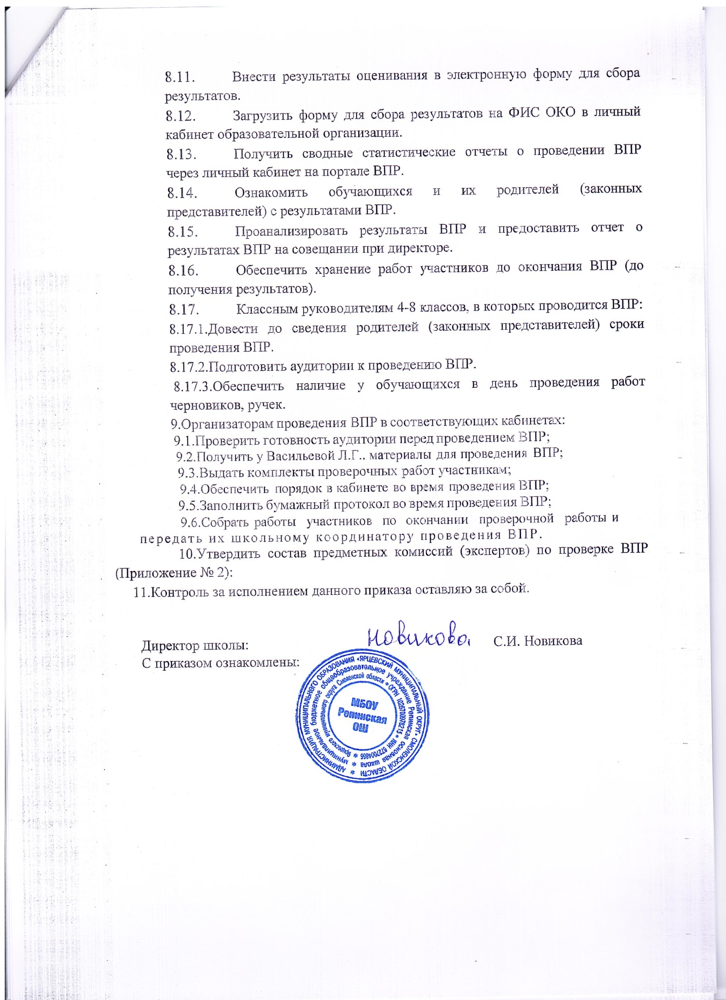 8.11. Внести результаты оценивания в электронную форму для сбора
результатов.
8.12. Загрузить форму для сбора результатов на ФИС ОКО в личный
кабинет образовательной организации.
8.13. Получить сводные статистические отчеты о проведении ВПР
через личный кабинет на портале ВПР.
8.14. Ознакомить обучающихся и их родителей (законных
представителей) с результатами ВПР.
8.15. Проанализировать результаты ВПР и предоставить отчет о
результатах ВПР на совещании при директоре.
8.16. Обеспечить хранение работ участников до окончания ВПР (до
получения результатов).
8.17. Классным руководителям 4-8 классов, в которых проводится ВПР:
8.17.1.Довести до сведения родителей (законных представителей) сроки
проведения ВПР.
8.17.2.Подготовить аудитории к проведению ВПР.
8.17.3.Обеспечить наличие у обучающихся в день проведения работ
черновиков, ручек.
9.Организаторам проведения ВПР в соответствующих кабинетах:
9.1.Проверить готовность аудитории перед проведением ВПР;
9.2.Получить у Васильевой Л.Г.. материалы для проведения ВПР;
9.3.Выдать комплекты проверочных работ участникам;
9.4.Обеспечить порядок в кабинете во время проведения ВПР;
9.5.Заполнить бумажный протокол во время проведения ВПР;
9.6.Собрать работы участников по окончании проверочной работы и
передать их школьному координатору проведения ВПР.
10.Утвердить состав предметных комиссий (экспертов) по проверке ВПР
(Приложение № 2):
11.Контроль за исполнением данного приказа оставляю за собой.
Директор школы: Новикова С.И. Новикова
С приказом ознакомлены:
АДМИНИСТРАЦИЯ МУНИЦИПАЛЬНОГО ОБРАЗОВАНИЯ «ЯРЦЕВСКИЙ МУНИЦИПАЛЬНЫЙ ОКРУГ» СМОЛЕНСКОЙ ОБЛАСТИ *
муниципальное бюджетное общеобразовательное учреждение Репинская основная школа *
Ярцевского муниципального округа Смоленской области * ОГРН 1026700970215 * ИНН 6727004866 *
МБОУ
Репинская
ОШ